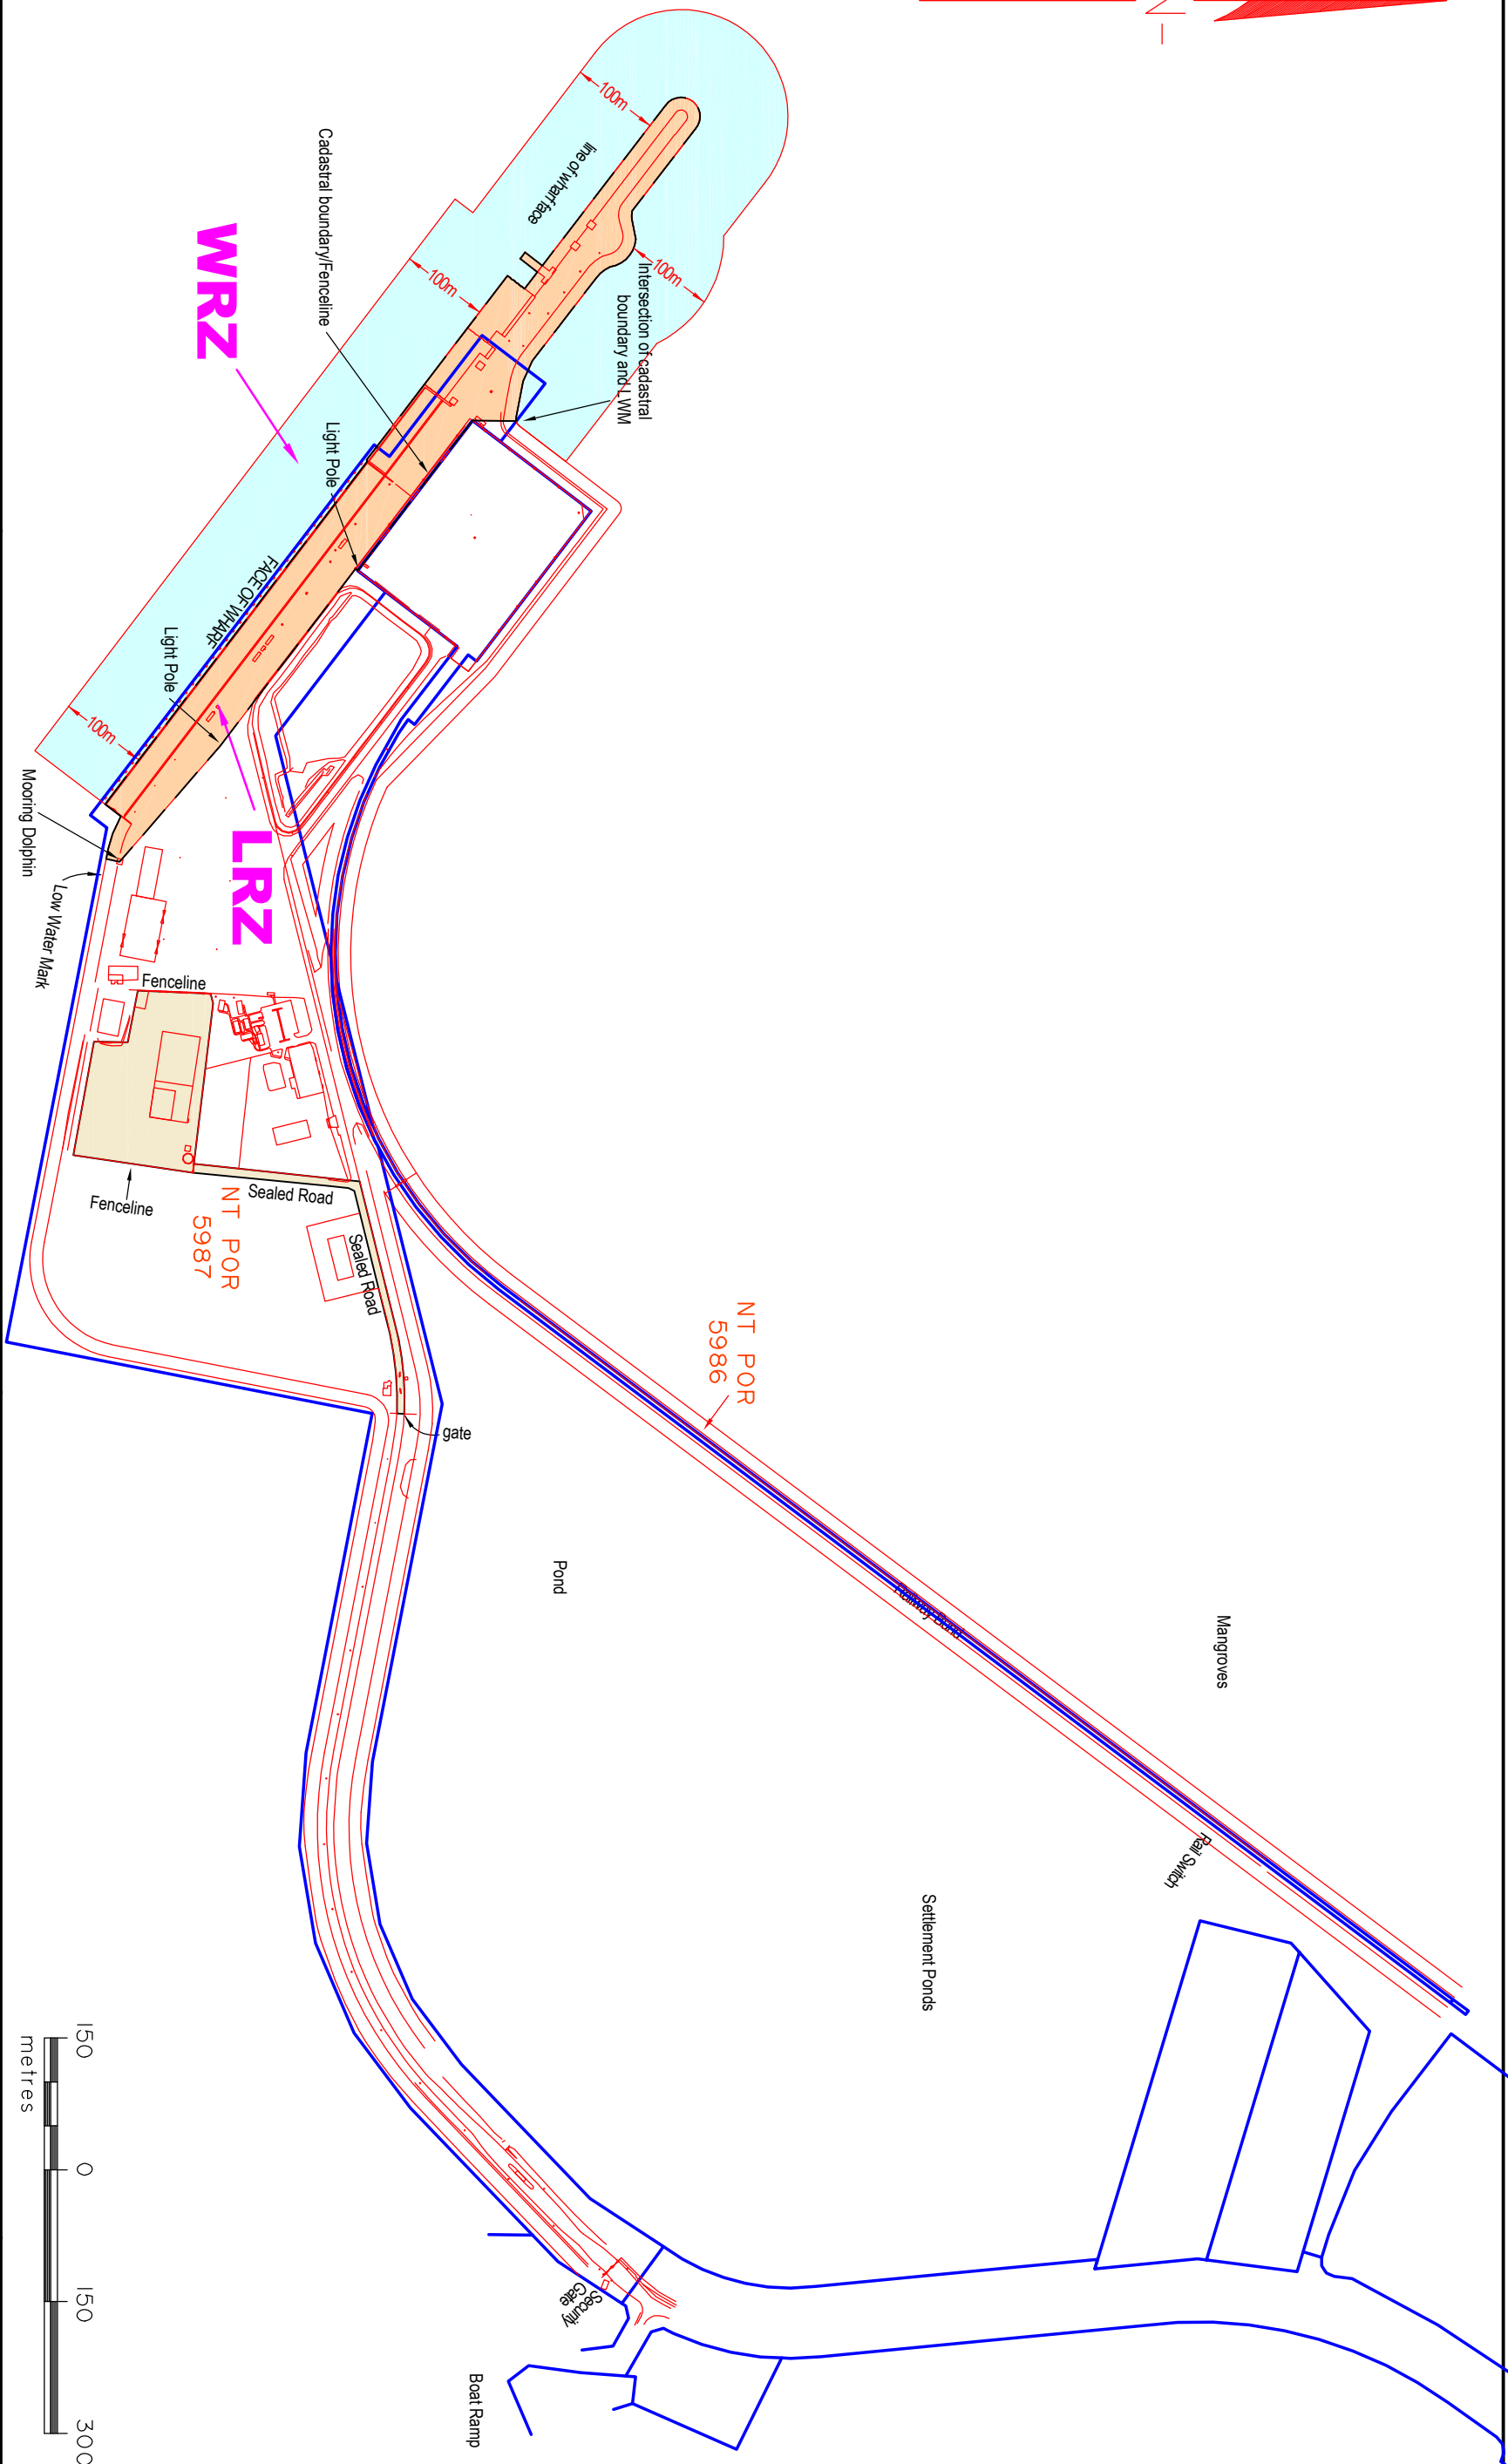 N
100m
line of wharf face
Cadastral boundary/Fenceline
100m
Intersection of cadastral
boundary and LWM
100m
WRZ
Light Pole
FACE OF WHARF
Light Pole
100m
LRZ
Mooring Dolphin
Low Water Mark
Fenceline
Fenceline
Sealed Road
NT POR
5987
Sealed Road
gate
NT POR
5986
Pond
Railway Bund
Mangroves
Rail Switch
Settlement Ponds
Security
Gate
Boat Ramp
150
0
150
300
metres